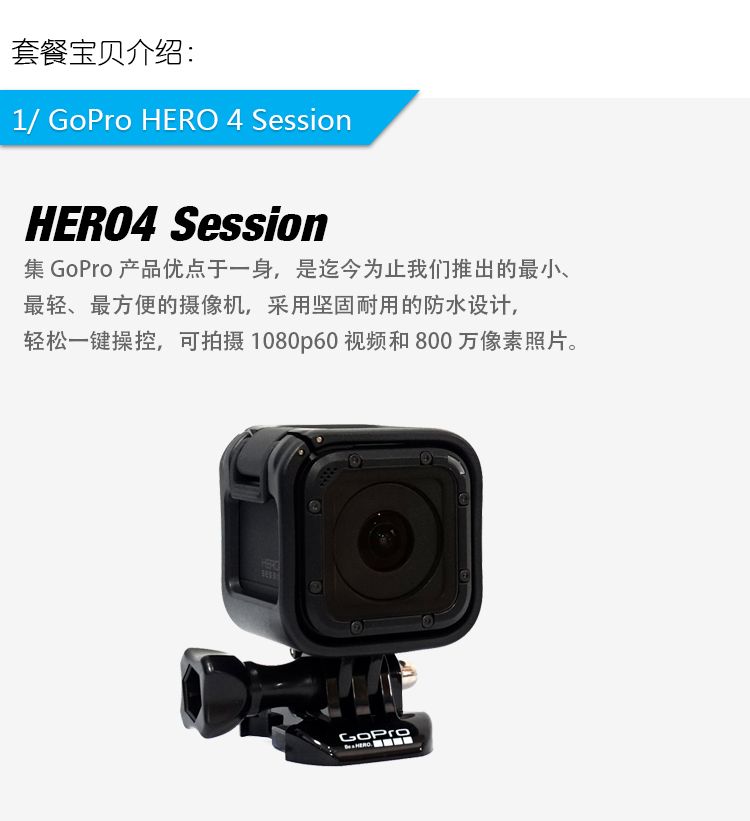 套餐宝贝介绍：
1/ GoPro HERO 4 Session
HERO4 Session
集 GoPro 产品优点于一身，是迄今为止我们推出的最小、
最轻、最方便的摄像机，采用坚固耐用的防水设计，
轻松一键操控，可拍摄 1080p60 视频和 800 万像素照片。
HERO
SESSI
GoPro
Be a HERO.